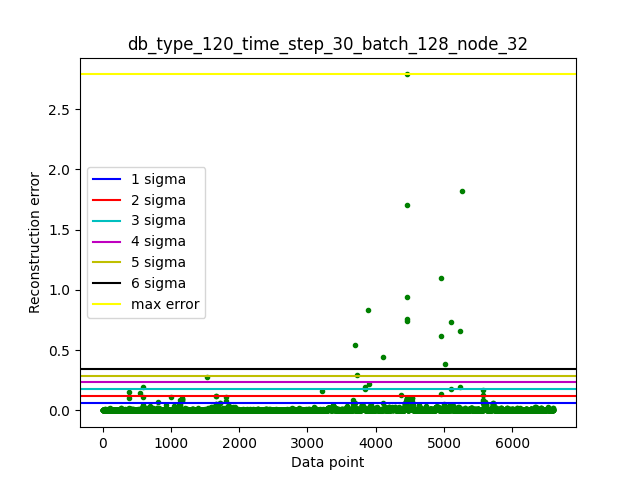 db_type_120_time_step_30_batch_128_node_32
Reconstruction error
2.5
2.0
1.5
1.0
0.5
0.0
1 sigma
2 sigma
3 sigma
4 sigma
5 sigma
6 sigma
max error
0 1000 2000 3000 4000 5000 6000
Data point